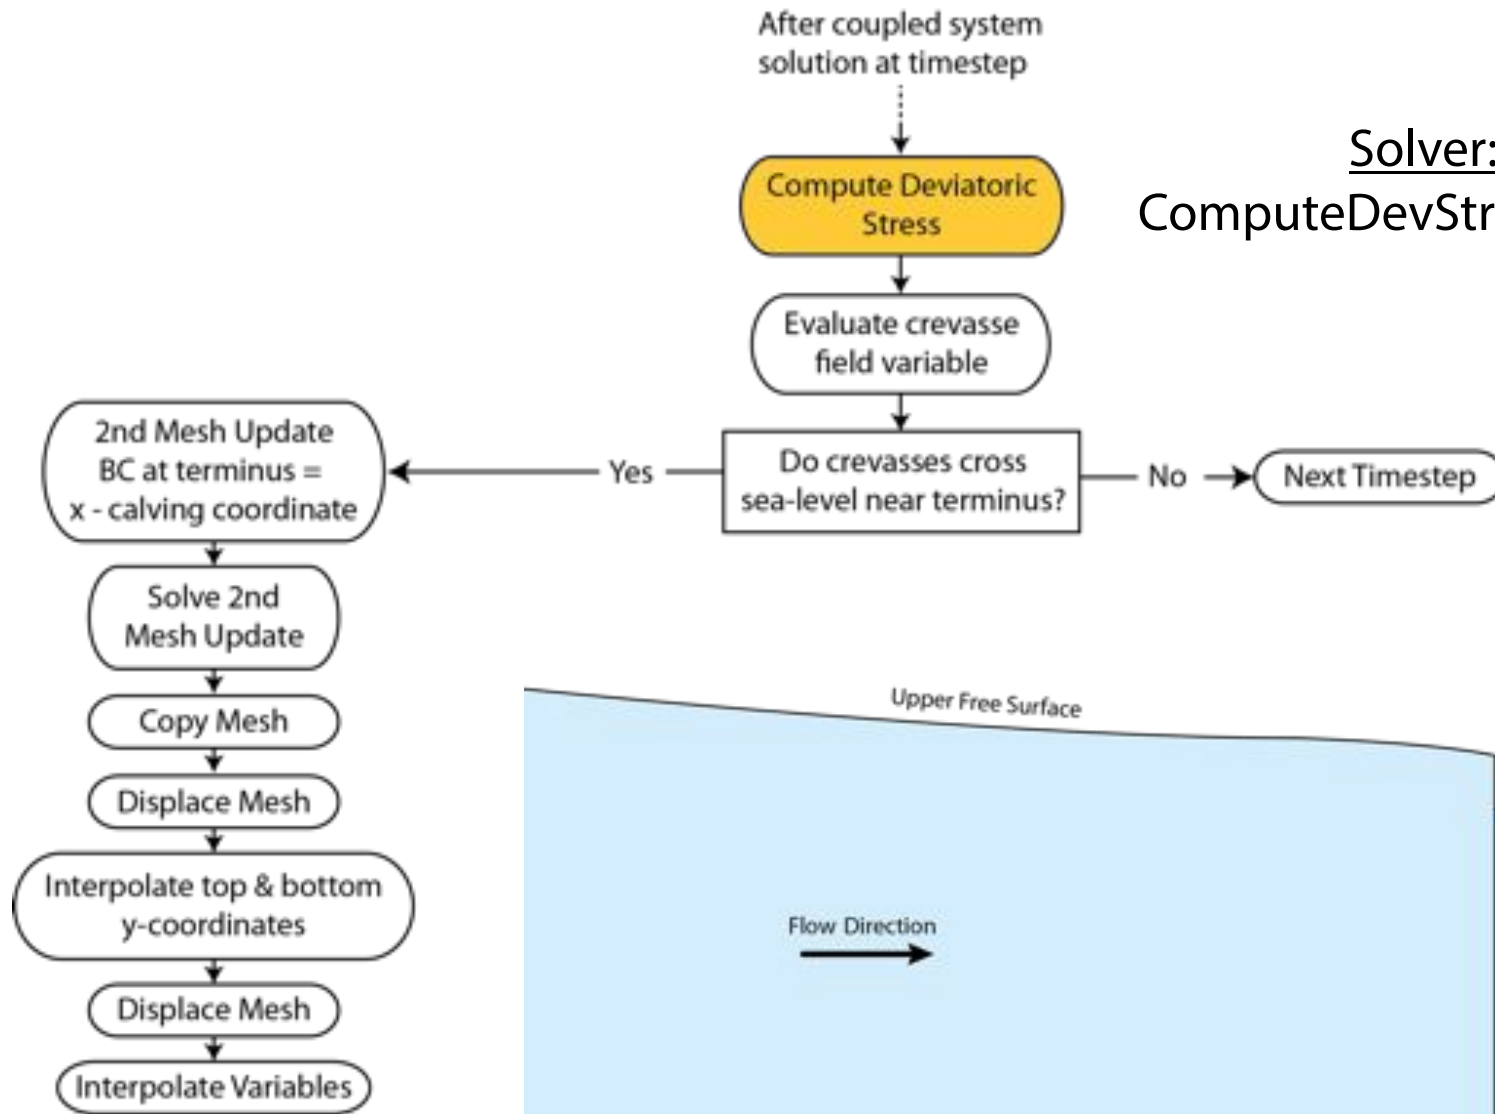 After coupled system
solution at timestep
Solver:
ComputeDevStr
Compute Deviatoric
Stress
Evaluate crevasse
field variable
Do crevasses cross
sea-level near terminus?
Yes
No
Next Timestep
2nd Mesh Update
BC at terminus =
x - calving coordinate
Solve 2nd
Mesh Update
Copy Mesh
Displace Mesh
Interpolate top & bottom
y-coordinates
Displace Mesh
Interpolate Variables
Upper Free Surface
Flow Direction